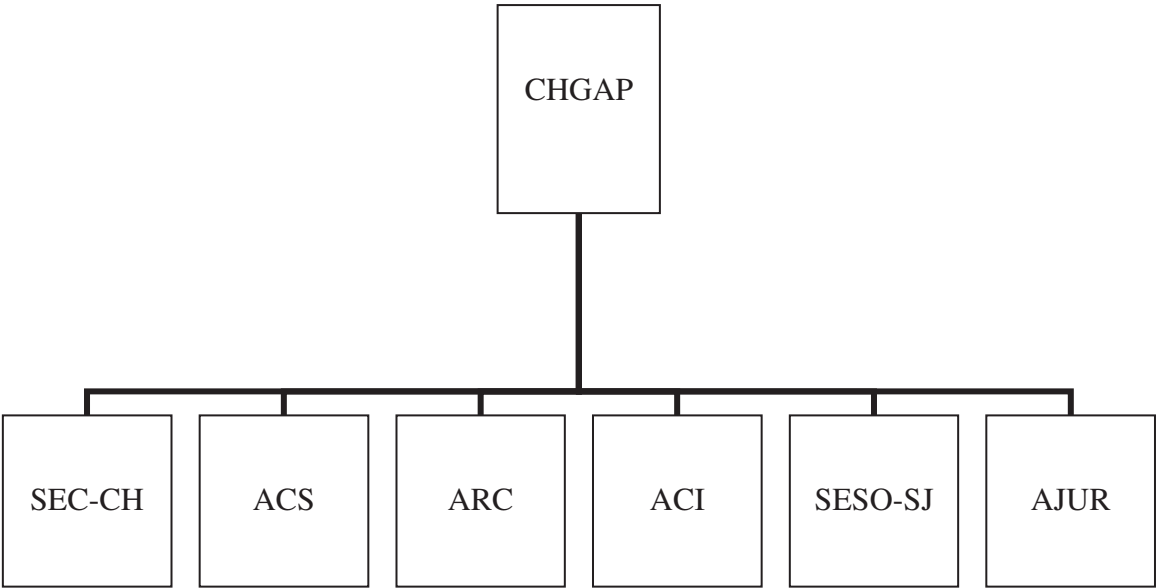 CHGAP
SEC-CH
ACS
ARC
ACI
SESO-SJ
AJUR